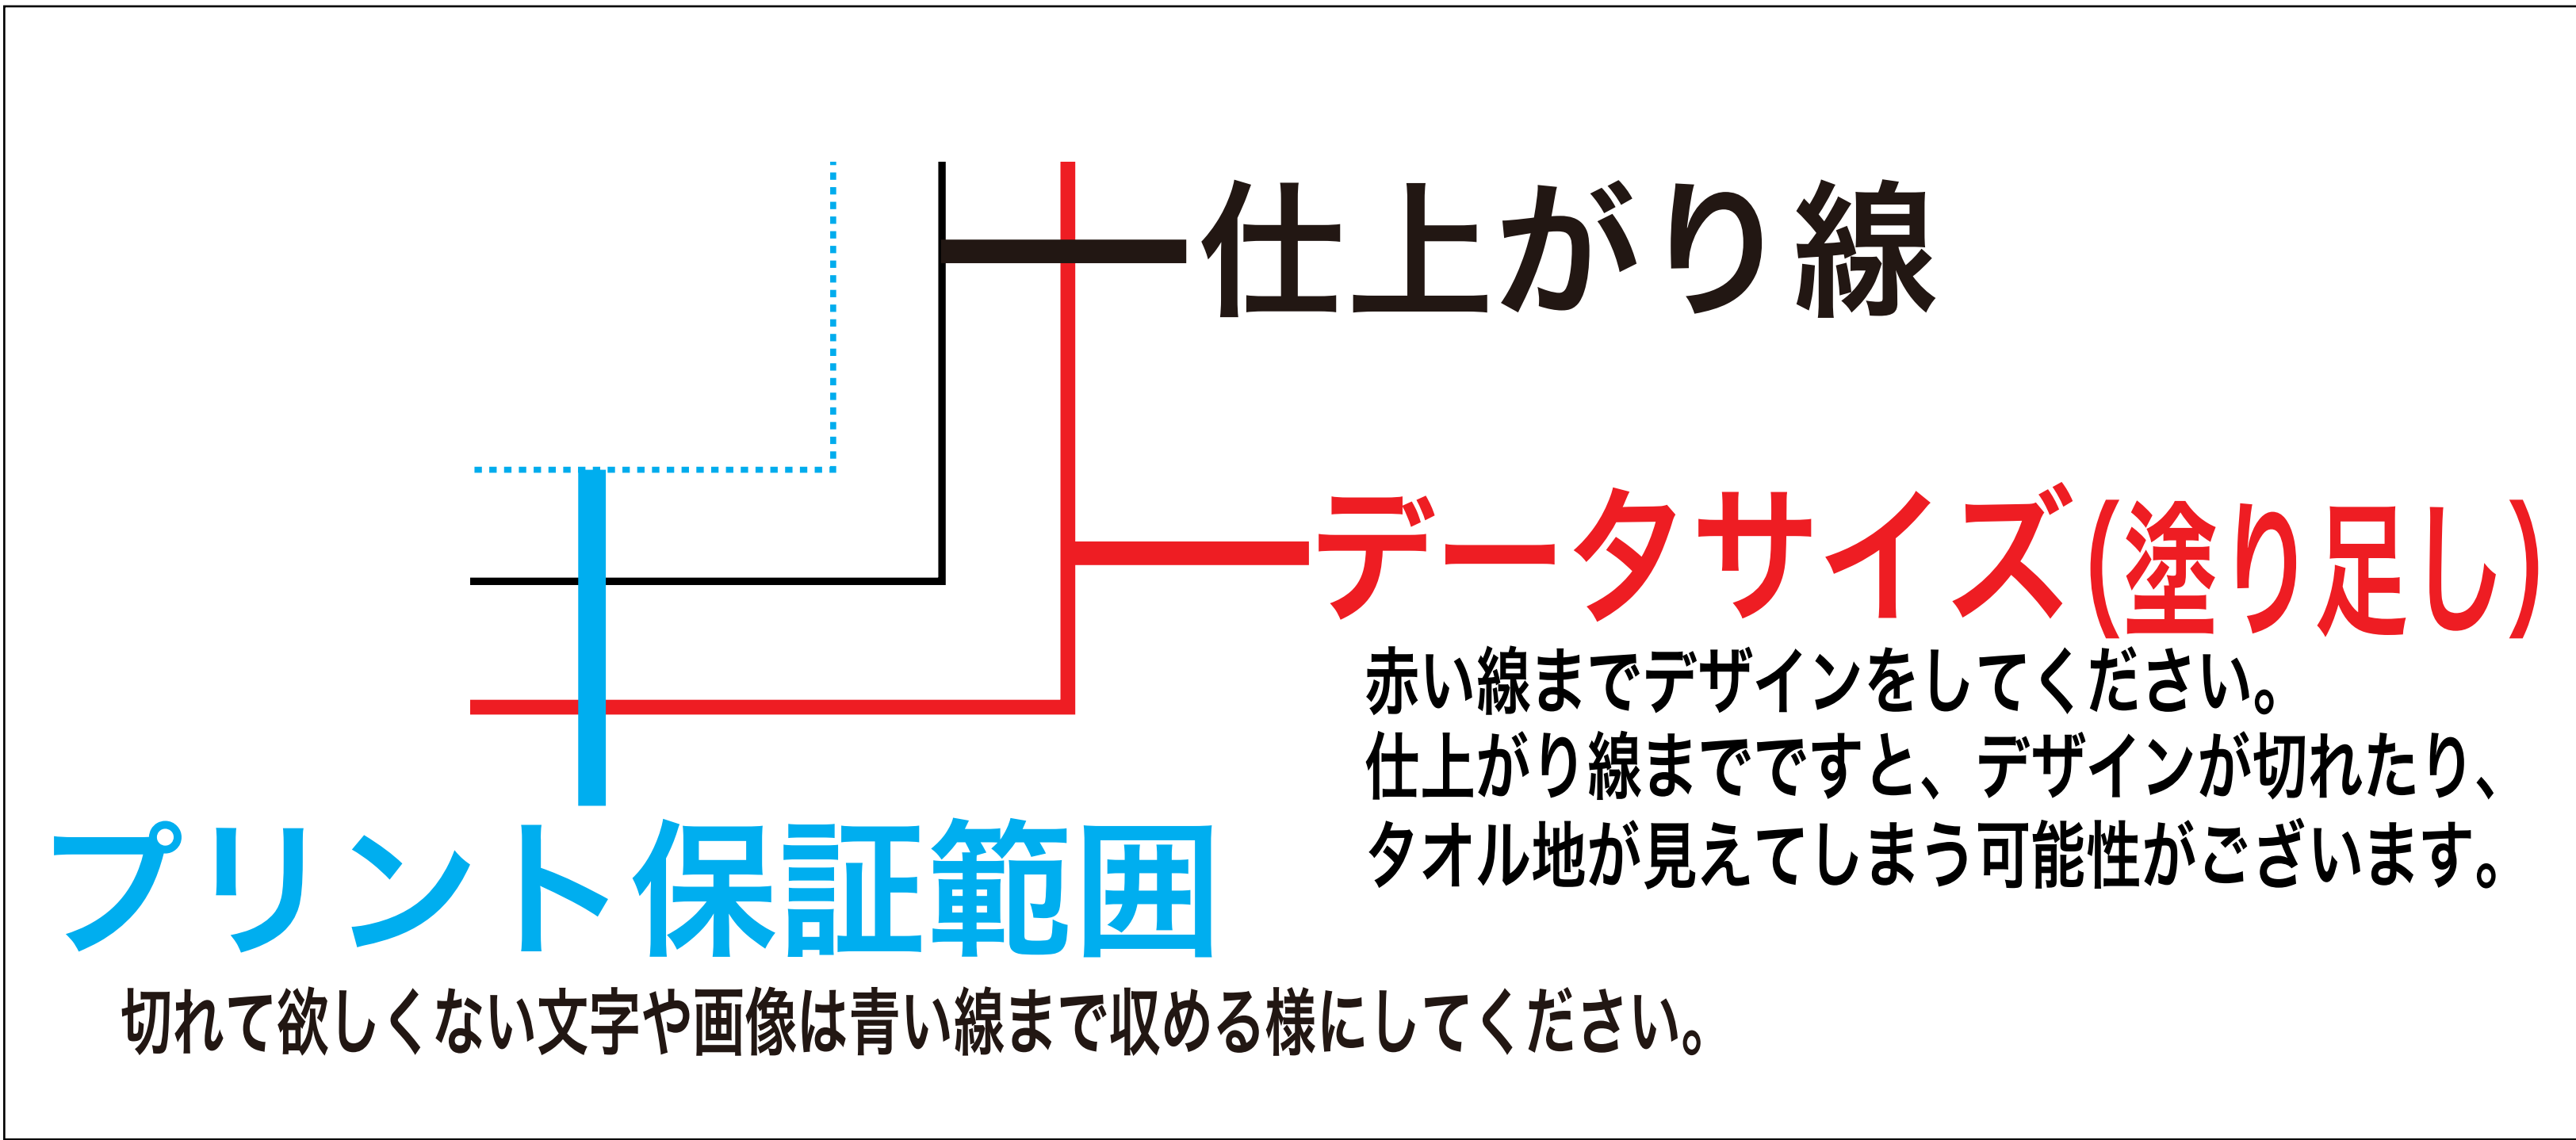 仕上がり線
データサイズ(塗り足し)
赤い線までデザインをしてください。
仕上がり線までですと、デザインが切れたり、
タオル地が見えてしまう可能性がございます。
プリント保証範囲
切れて欲しくない文字や画像は青い線まで収める様にしてください。